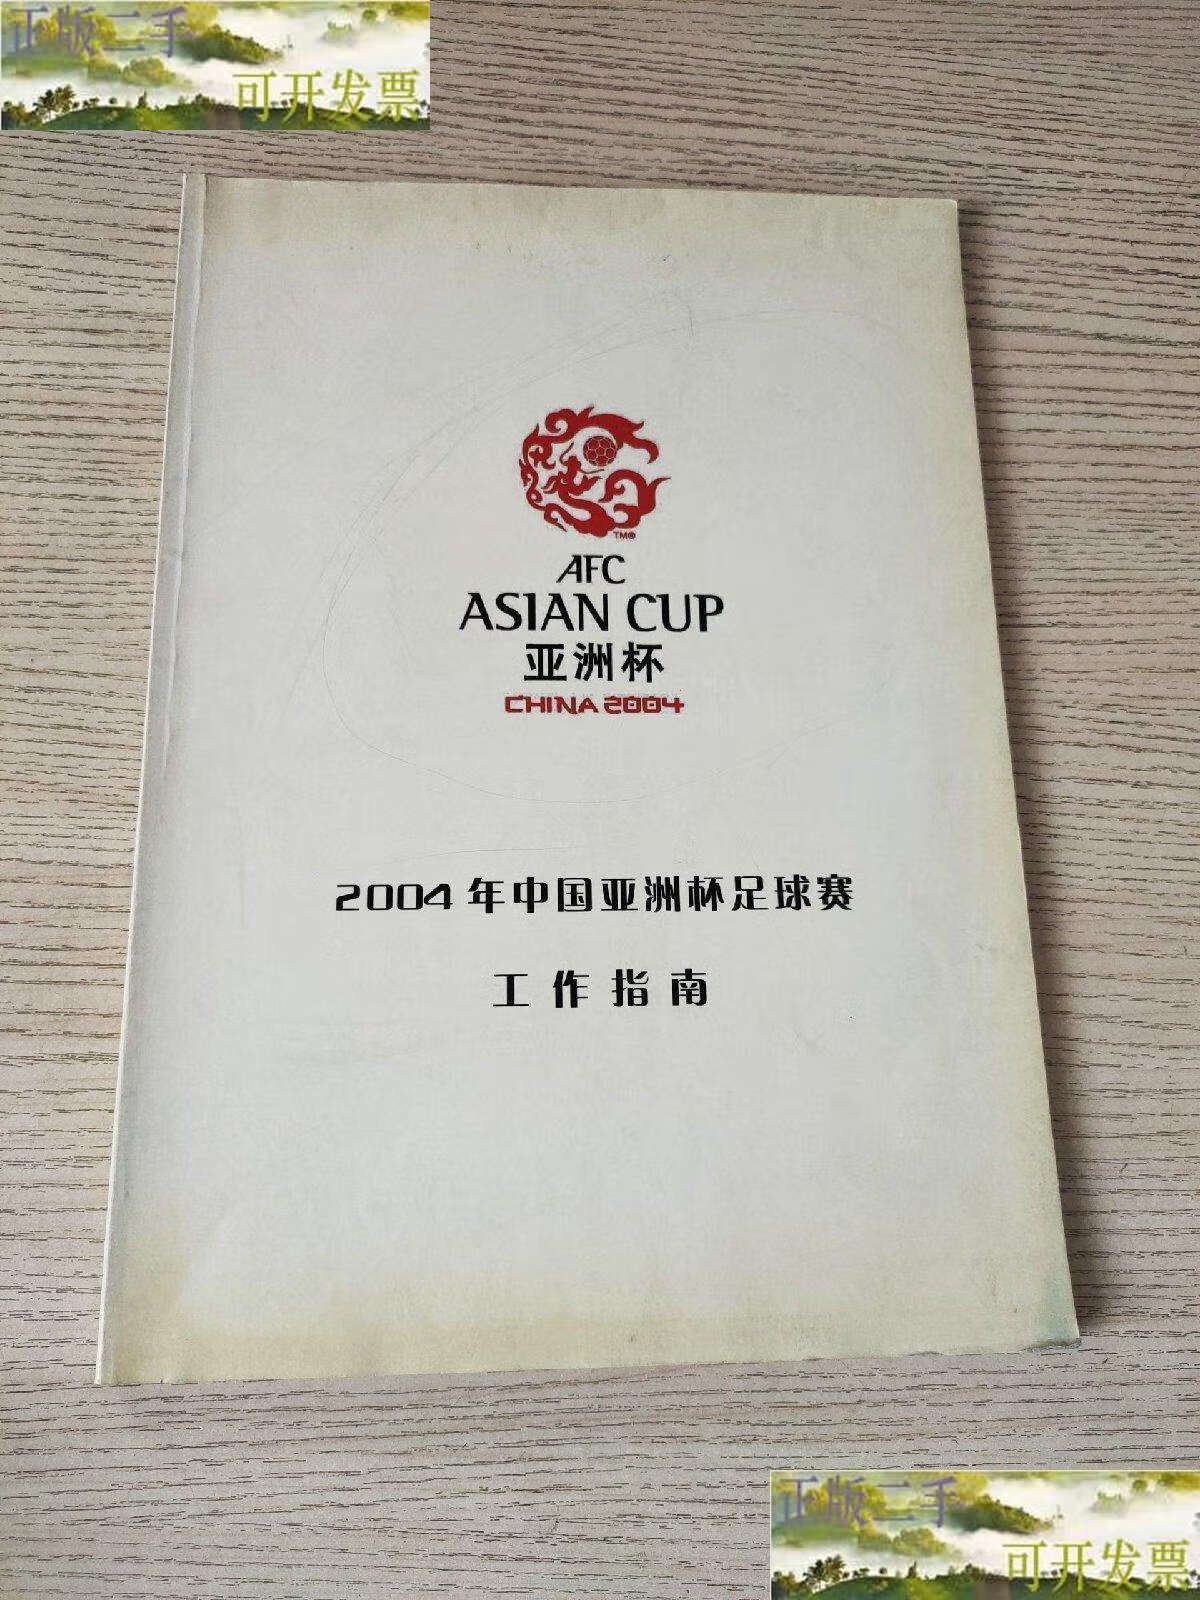 正版二手
可开发票
TM®
AFC
ASIAN CUP
亚洲杯
CHINA 2004
2004年中国亚洲杯足球赛
工作指南
正版二手
可开发票